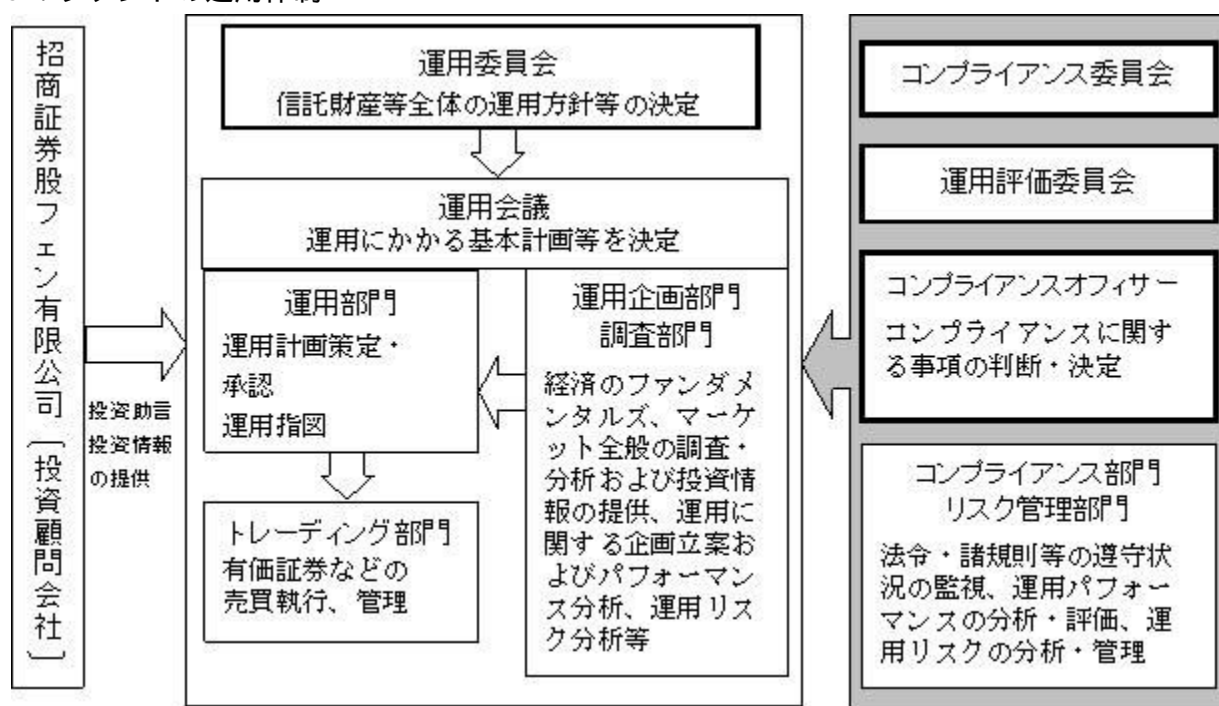 招商証券股フェン有限公司〔投資顧問会社〕
投資助言
投資情報
の提供
運用委員会
信託財産等全体の運用方針等の決定
運用会議
運用にかかる基本計画等を決定
運用部門
運用計画策定・
承認
運用指図
トレーディング部門
有価証券などの
売買執行、管理
運用企画部門
調査部門
経済のファンダメ
ンタルズ、マーケ
ット全般の調査・
分析および投資情
報の提供、運用に
関する企画立案お
よびパフォーマン
ス分析、運用リス
ク分析等
コンプライアンス委員会
運用評価委員会
コンプライアンスオフィサー
コンプライアンスに関す
る事項の判断・決定
コンプライアンス部門
リスク管理部門
法令・諸規則等の遵守状
況の監視、運用パフォー
マンスの分析・評価、運
用リスクの分析・管理